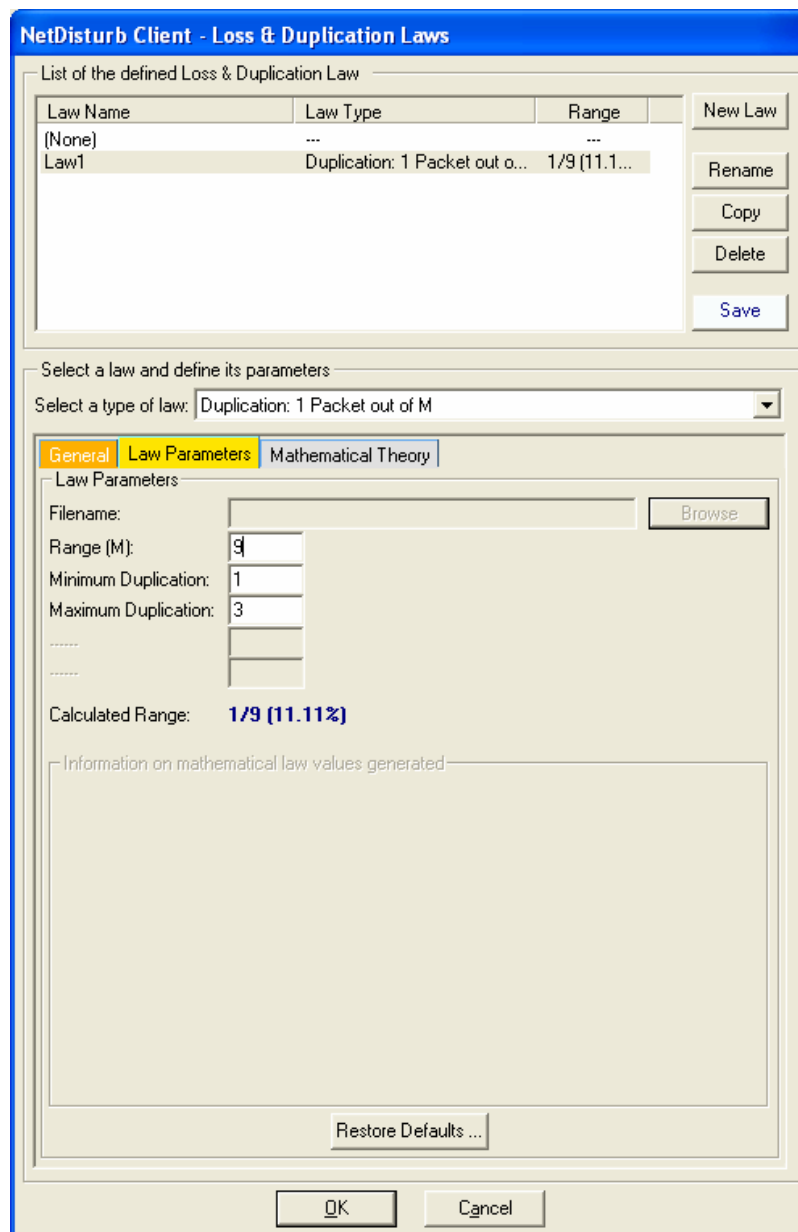 NetDisturb Client - Loss & Duplication Laws
List of the defined Loss & Duplication Law
Law Name Law Type Range
(None) --- ---
Law1 Duplication: 1 Packet out o... 1/9 (11.1...
New Law
Rename
Copy
Delete
Save
Select a law and define its parameters
Select a type of law: Duplication: 1 Packet out of M
General Law Parameters Mathematical Theory
Law Parameters
Filename: Browse
Range (M): 9
Minimum Duplication: 1
Maximum Duplication: 3
------
------
Calculated Range: 1/9 (11.11%)
Information on mathematical law values generated
Restore Defaults ...
OK Cancel